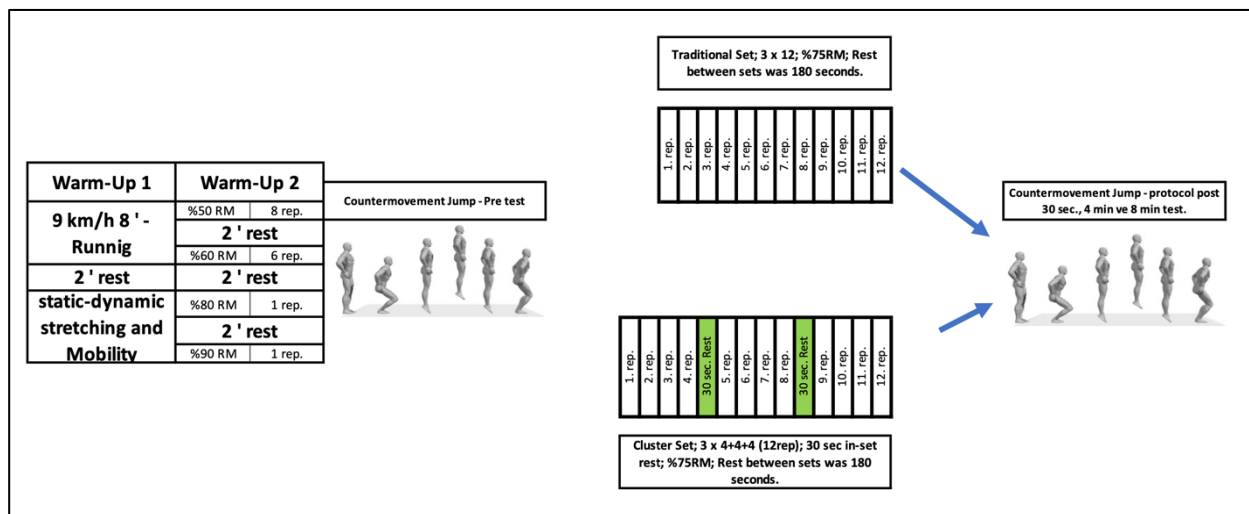 Warm-Up 1
Warm-Up 2
9 km/h 8 ' -
Runnig
%50 RM 8 rep.
2 ' rest
%60 RM 6 rep.
2 ' rest
2 ' rest
static-dynamic
stretching and
Mobility
%80 RM 1 rep.
2 ' rest
%90 RM 1 rep.
Countermovement Jump - Pre test
Traditional Set; 3 x 12; %75RM; Rest
between sets was 180 seconds.
1. rep.
2. rep.
3. rep.
4. rep.
5. rep.
6. rep.
7. rep.
8. rep.
9. rep.
10. rep.
11. rep.
12. rep.
1. rep.
2. rep.
3. rep.
4. rep.
30 sec. Rest
5. rep.
6. rep.
7. rep.
8. rep.
30 sec. Rest
9. rep.
10. rep.
11. rep.
12. rep.
Cluster Set; 3 x 4+4+4 (12rep); 30 sec in-set
rest; %75RM; Rest between sets was 180
seconds.
Countermovement Jump - protocol post
30 sec., 4 min ve 8 min test.